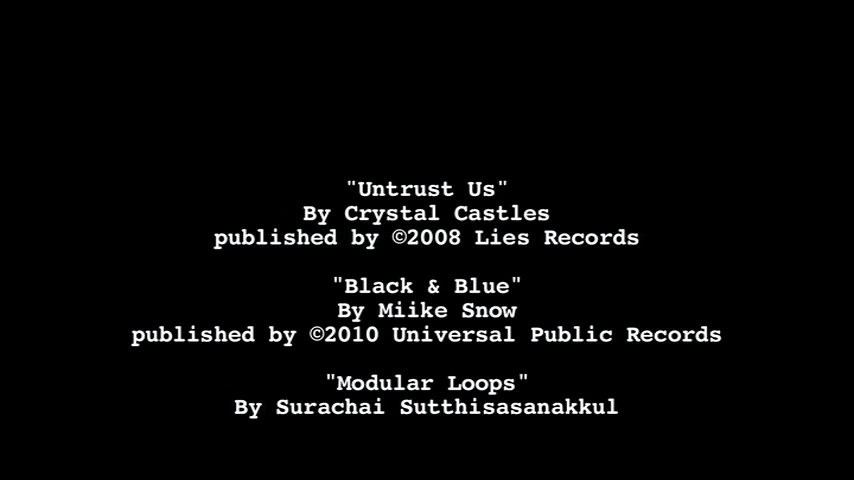 "Untrust Us"
By Crystal Castles
published by ©2008 Lies Records
"Black & Blue"
By Miike Snow
published by ©2010 Universal Public Records
"Modular Loops"
By Surachai Sutthisasanakkul